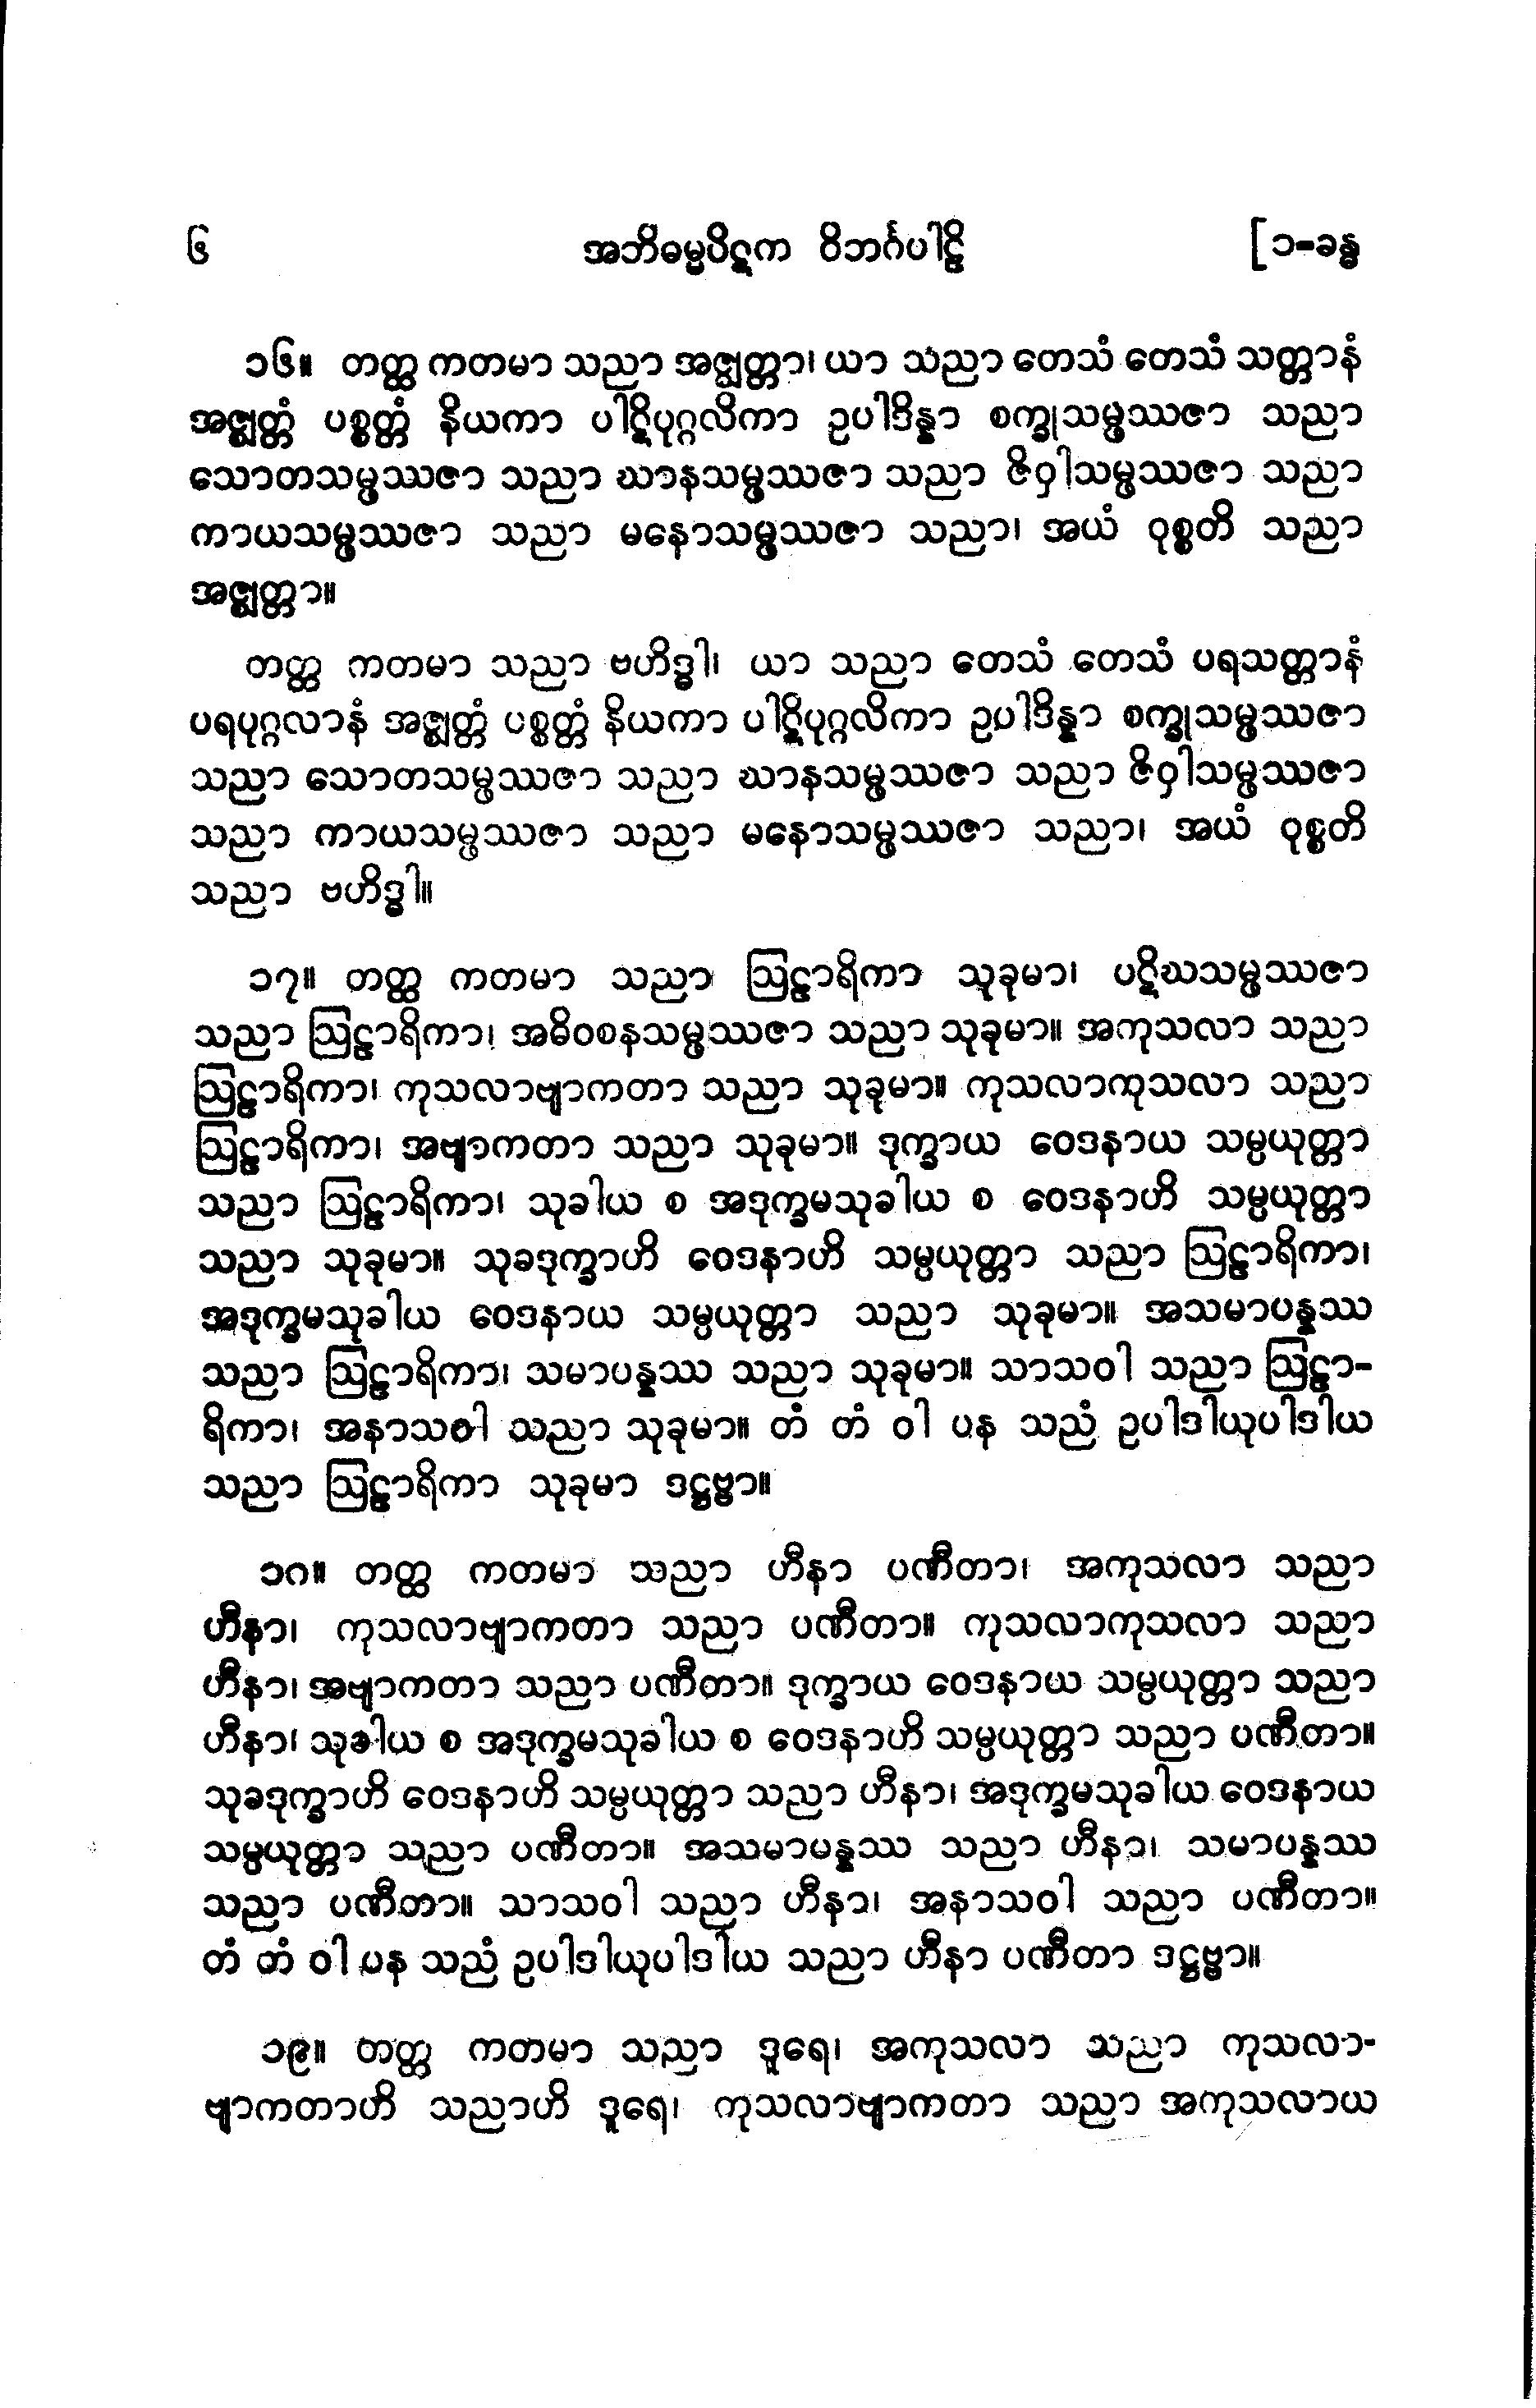 ၆ အဘိဓမ္မပိဋက ဝိဘင်္ဂပါဠိ [၁-ခန္ဓ
၁၆။ တတ္ထ ကတမာ သညာ အဇ္ဈတ္တာ၊ ယာ သညာ တေသံ တေသံ သတ္တာနံ
အဇ္ဈတ္တံ ပစ္စတ္တံ နိယကာ ပါဋိပုဂ္ဂလိကာ ဥပါဒိန္နာ စက္ခုသမ္ဖဿဇာ သညာ
သောတသမ္ဖဿဇာ သညာ ဃာနသမ္ဖဿဇာ သညာ ဇိဝှါသမ္ဖဿဇာ သညာ
ကာယသမ္ဖဿဇာ သညာ မနောသမ္ဖဿဇာ သညာ၊ အယံ ဝုစ္စတိ သညာ
အဇ္ဈတ္တာ။
တတ္ထ ကတမာ သညာ ဗဟိဒ္ဓါ၊ ယာ သညာ တေသံ တေသံ ပရသတ္တာနံ
ပရပုဂ္ဂလာနံ အဇ္ဈတ္တံ ပစ္စတ္တံ နိယကာ ပါဋိပုဂ္ဂလိကာ ဥပါဒိန္နာ စက္ခုသမ္ဖဿဇာ
သညာ သောတသမ္ဖဿဇာ သညာ ဃာနသမ္ဖဿဇာ သညာ ဇိဝှါသမ္ဖဿဇာ
သညာ ကာယသမ္ဖဿဇာ သညာ မနောသမ္ဖဿဇာ သညာ၊ အယံ ဝုစ္စတိ
သညာ ဗဟိဒ္ဓါ။
၁၇။ တတ္ထ ကတမာ သညာ ဩဠာရိကာ သုခုမာ၊ ပဋိဃသမ္ဖဿဇာ
သညာ ဩဠာရိကာ၊ အဓိဝစနသမ္ဖဿဇာ သညာ သုခုမာ။ အကုသလာ သညာ
ဩဠာရိကာ၊ ကုသလာဗျာကတာ သညာ သုခုမာ။ ကုသလာကုသလာ သညာ
ဩဠာရိကာ၊ အဗျာကတာ သညာ သုခုမာ။ ဒုက္ခာယ ဝေဒနာယ သမ္ပယုတ္တာ
သညာ ဩဠာရိကာ၊ သုခါယ စ အဒုက္ခမသုခါယ စ ဝေဒနာဟိ သမ္ပယုတ္တာ
သညာ သုခုမာ။ သုခဒုက္ခာဟိ ဝေဒနာဟိ သမ္ပယုတ္တာ သညာ ဩဠာရိကာ၊
အဒုက္ခမသုခါယ ဝေဒနာယ သမ္ပယုတ္တာ သညာ သုခုမာ။ အသမာပန္နဿ
သညာ ဩဠာရိကာ၊ သမာပန္နဿ သညာ သုခုမာ။ သာသဝါ သညာ ဩဠာ-
ရိကာ၊ အနာသဝါ သညာ သုခုမာ။ တံ တံ ဝါ ပန သညံ ဥပါဒါယုပါဒါယ
သညာ ဩဠာရိကာ သုခုမာ ဒဋ္ဌဗ္ဗာ။
၁၈။ တတ္ထ ကတမာ သညာ ဟီနာ ပဏီတာ၊ အကုသလာ သညာ
ဟီနာ၊ ကုသလာဗျာကတာ သညာ ပဏီတာ။ ကုသလာကုသလာ သညာ
ဟီနာ၊ အဗျာကတာ သညာ ပဏီတာ။ ဒုက္ခာယ ဝေဒနာယ သမ္ပယုတ္တာ သညာ
ဟီနာ၊ သုခါယ စ အဒုက္ခမသုခါယ စ ဝေဒနာဟိ သမ္ပယုတ္တာ သညာ ပဏီတာ။
သုခဒုက္ခာဟိ ဝေဒနာဟိ သမ္ပယုတ္တာ သညာ ဟီနာ၊ အဒုက္ခမသုခါယ ဝေဒနာယ
သမ္ပယုတ္တာ သညာ ပဏီတာ။ အသမာမန္နဿ သညာ ဟီနာ၊ သမာပန္နဿ
သညာ ပဏီတာ။ သာသဝါ သညာ ဟီနာ၊ အနာသဝါ သညာ ပဏီတာ။
တံ တံ ဝါ ပန သညံ ဥပါဒါယုပါဒါယ သညာ ဟီနာ ပဏီတာ ဒဋ္ဌဗ္ဗာ။
၁၉။ တတ္ထ ကတမာ သညာ ဒူရေ၊ အကုသလာ သညာ ကုသလာ-
ဗျာကတာဟိ သညာဟိ ဒူရေ၊ ကုသလာဗျာကတာ သညာ အကုသလာယ